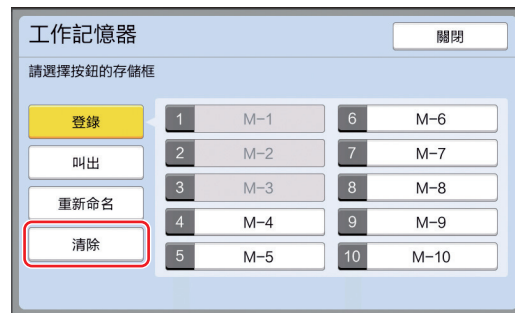 工作記憶器
關閉
請選擇按鈕的存儲框
登錄
叫出
重新命名
清除
1 M-1
2 M-2
3 M-3
4 M-4
5 M-5
6 M-6
7 M-7
8 M-8
9 M-9
10 M-10